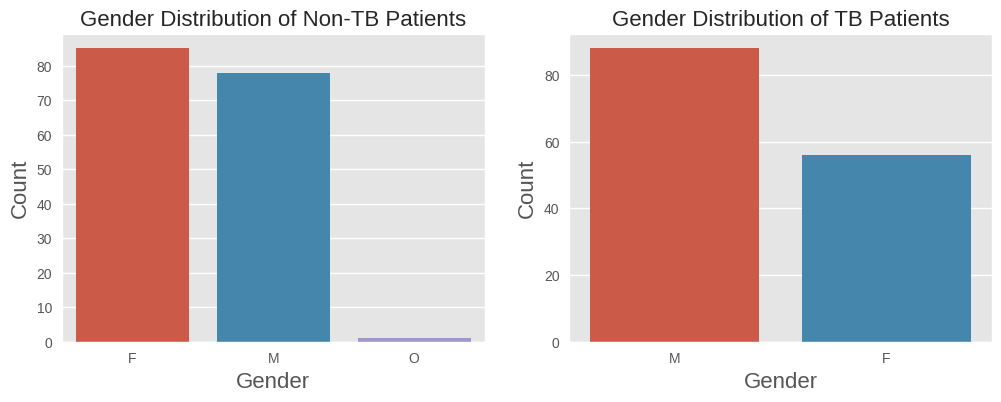 Gender Distribution of Non-TB Patients
Count
80
70
60
50
40
30
20
10
0
F M O
Gender
Gender Distribution of TB Patients
Count
80
60
40
20
0
M F
Gender